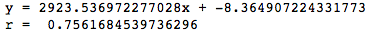 y = 2923.536972277028x + -8.364907224331773
r =  0.7561684539736296